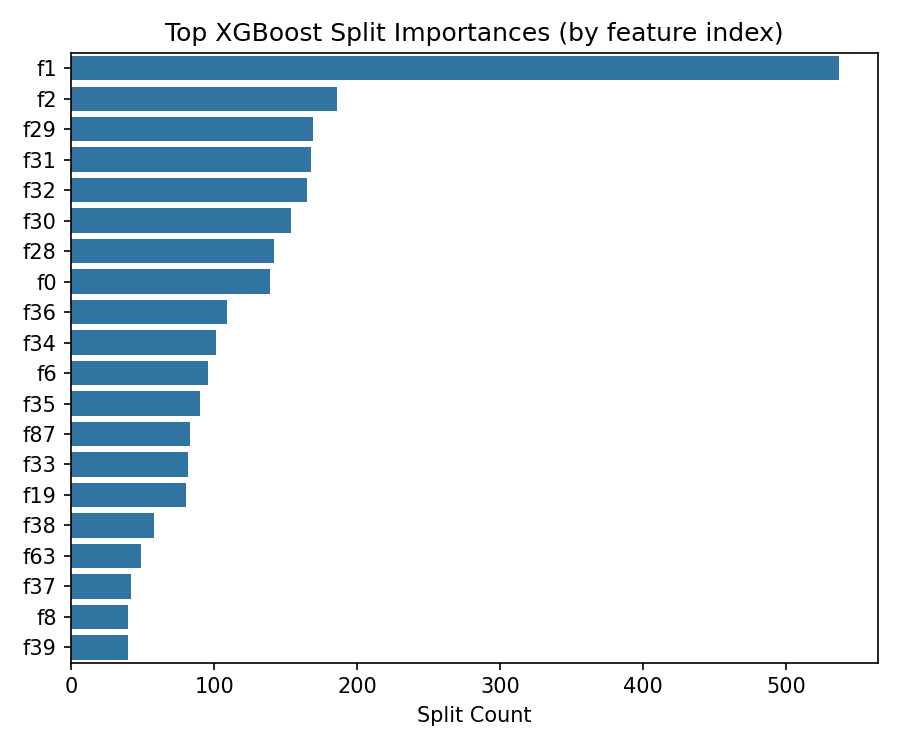 Top XGBoost Split Importances (by feature index)
f1
f2
f29
f31
f32
f30
f28
f0
f36
f34
f6
f35
f87
f33
f19
f38
f63
f37
f8
f39
0 100 200 300 400 500
Split Count